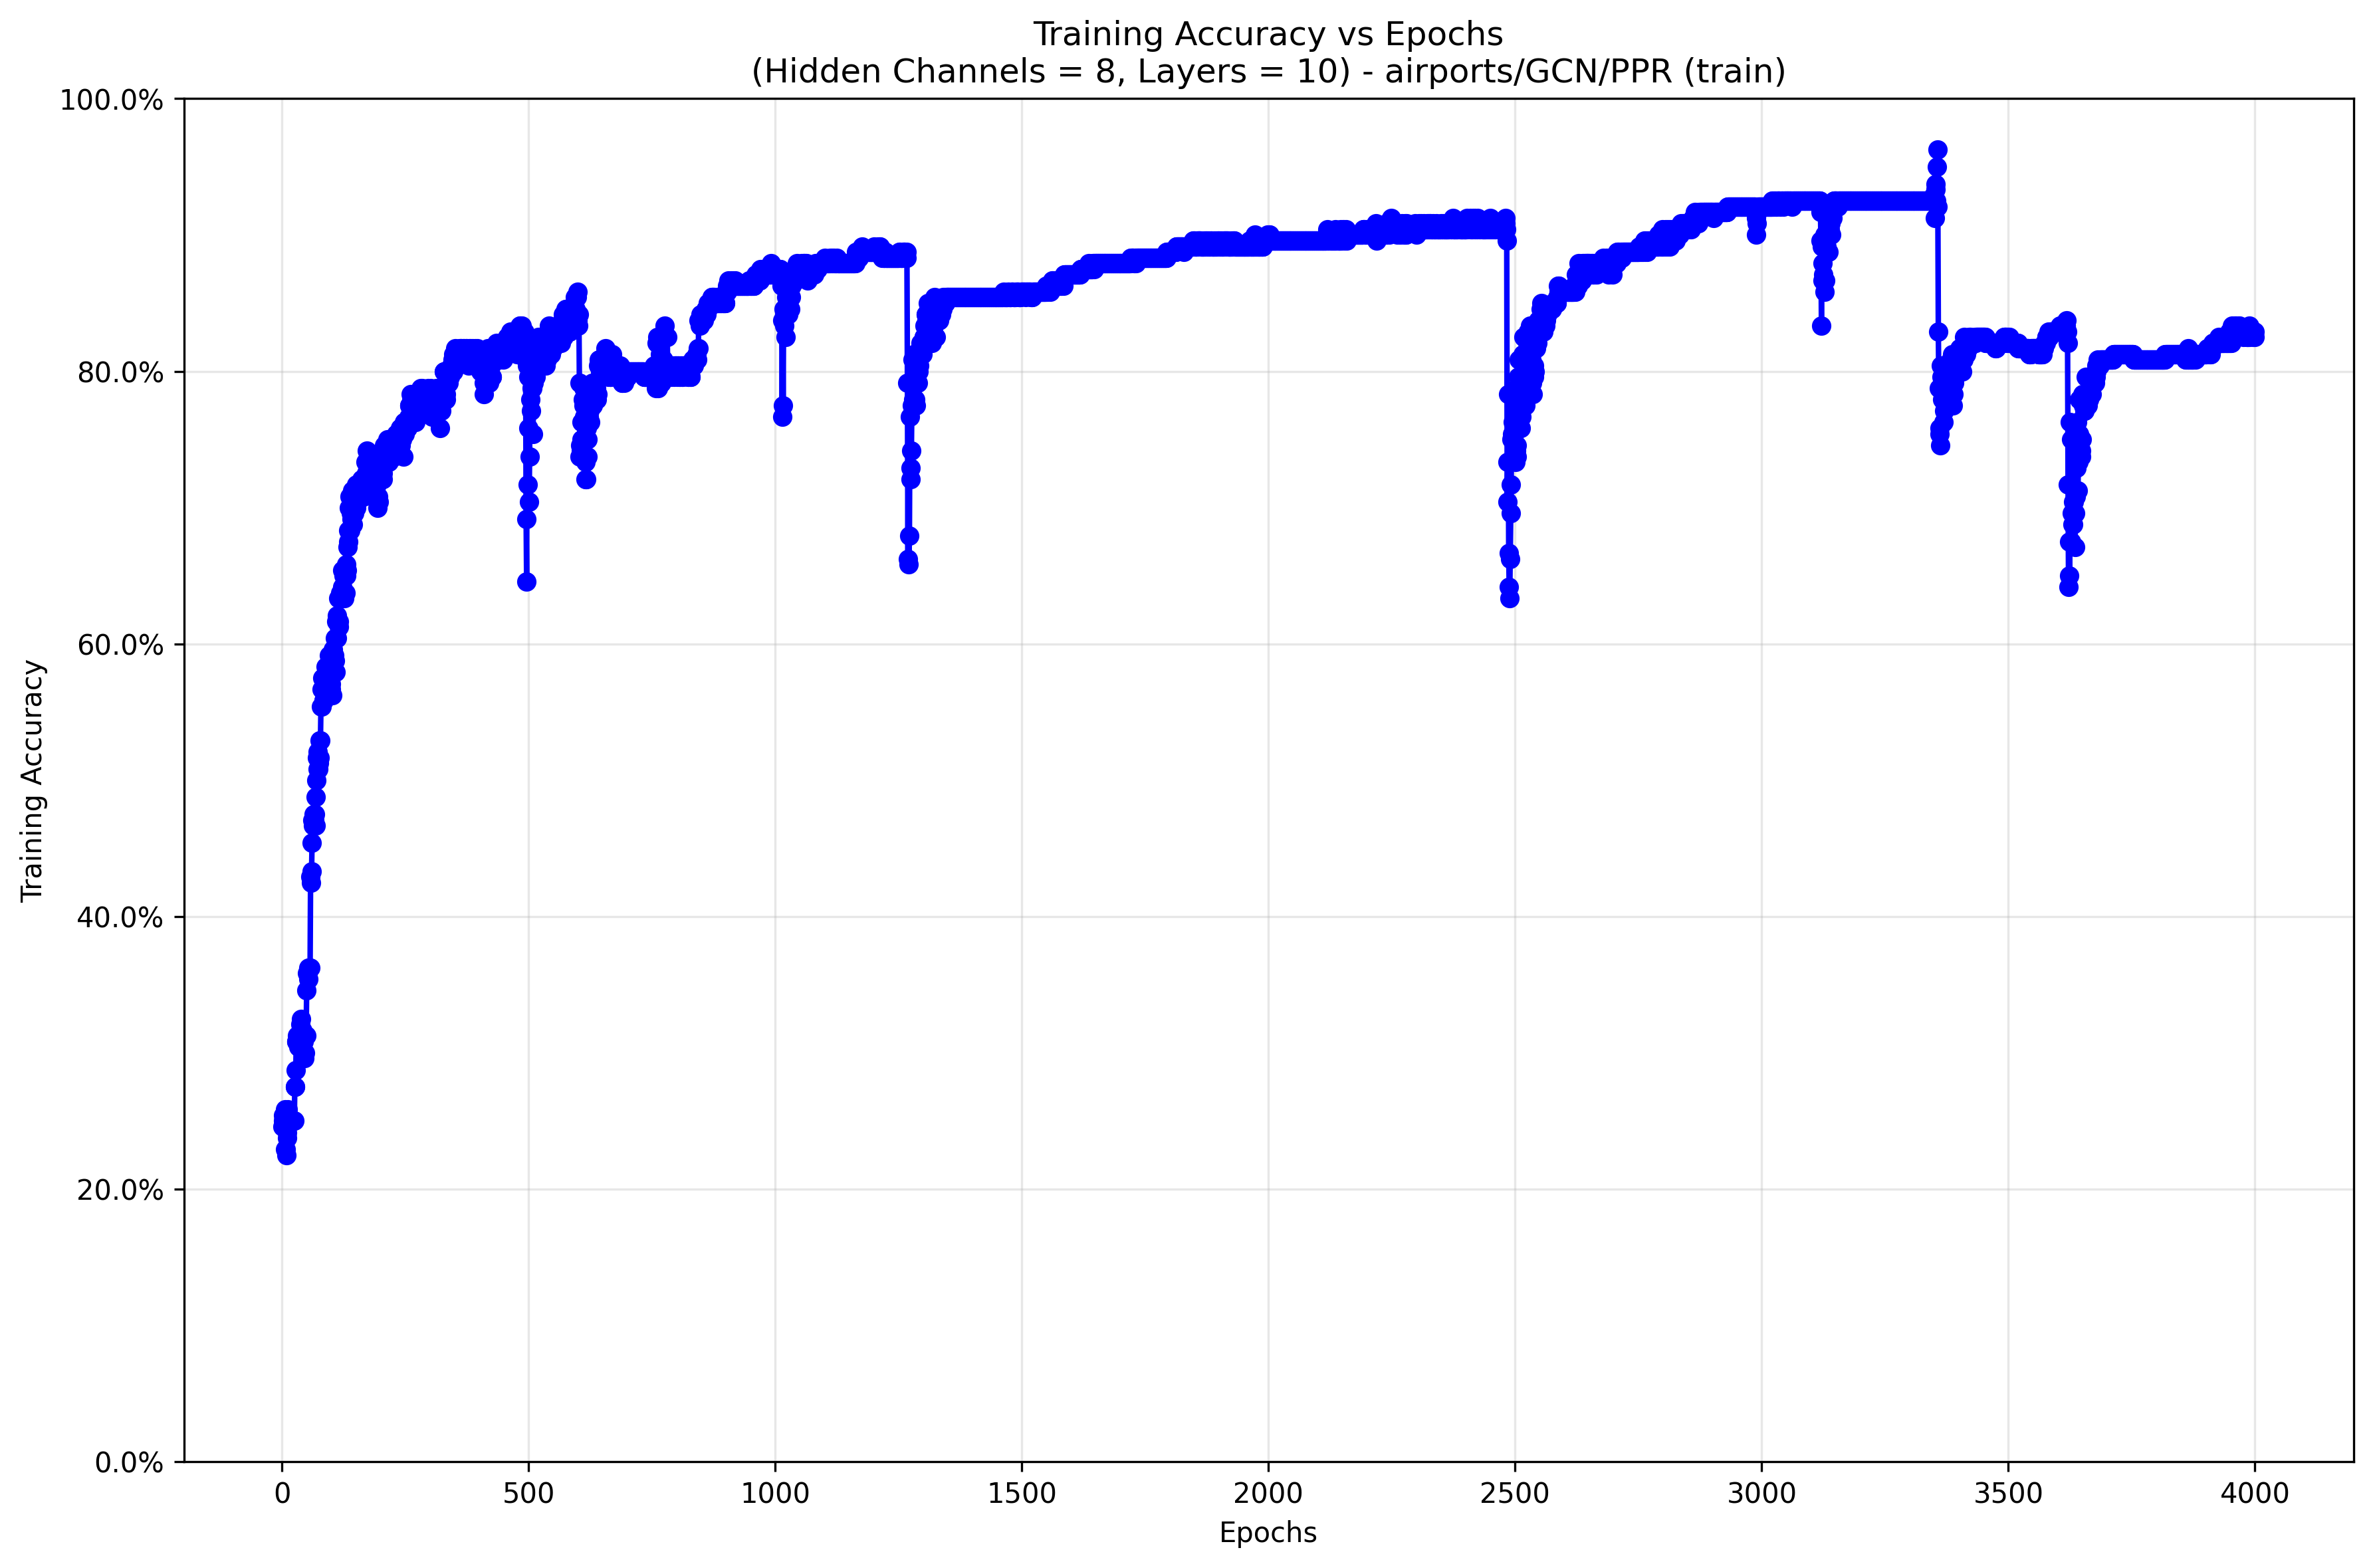 Training Accuracy vs Epochs
(Hidden Channels = 8, Layers = 10) - airports/GCN/PPR (train)
100.0%
80.0%
60.0%
40.0%
20.0%
0.0%
Training Accuracy
0 500 1000 1500 2000 2500 3000 3500 4000
Epochs